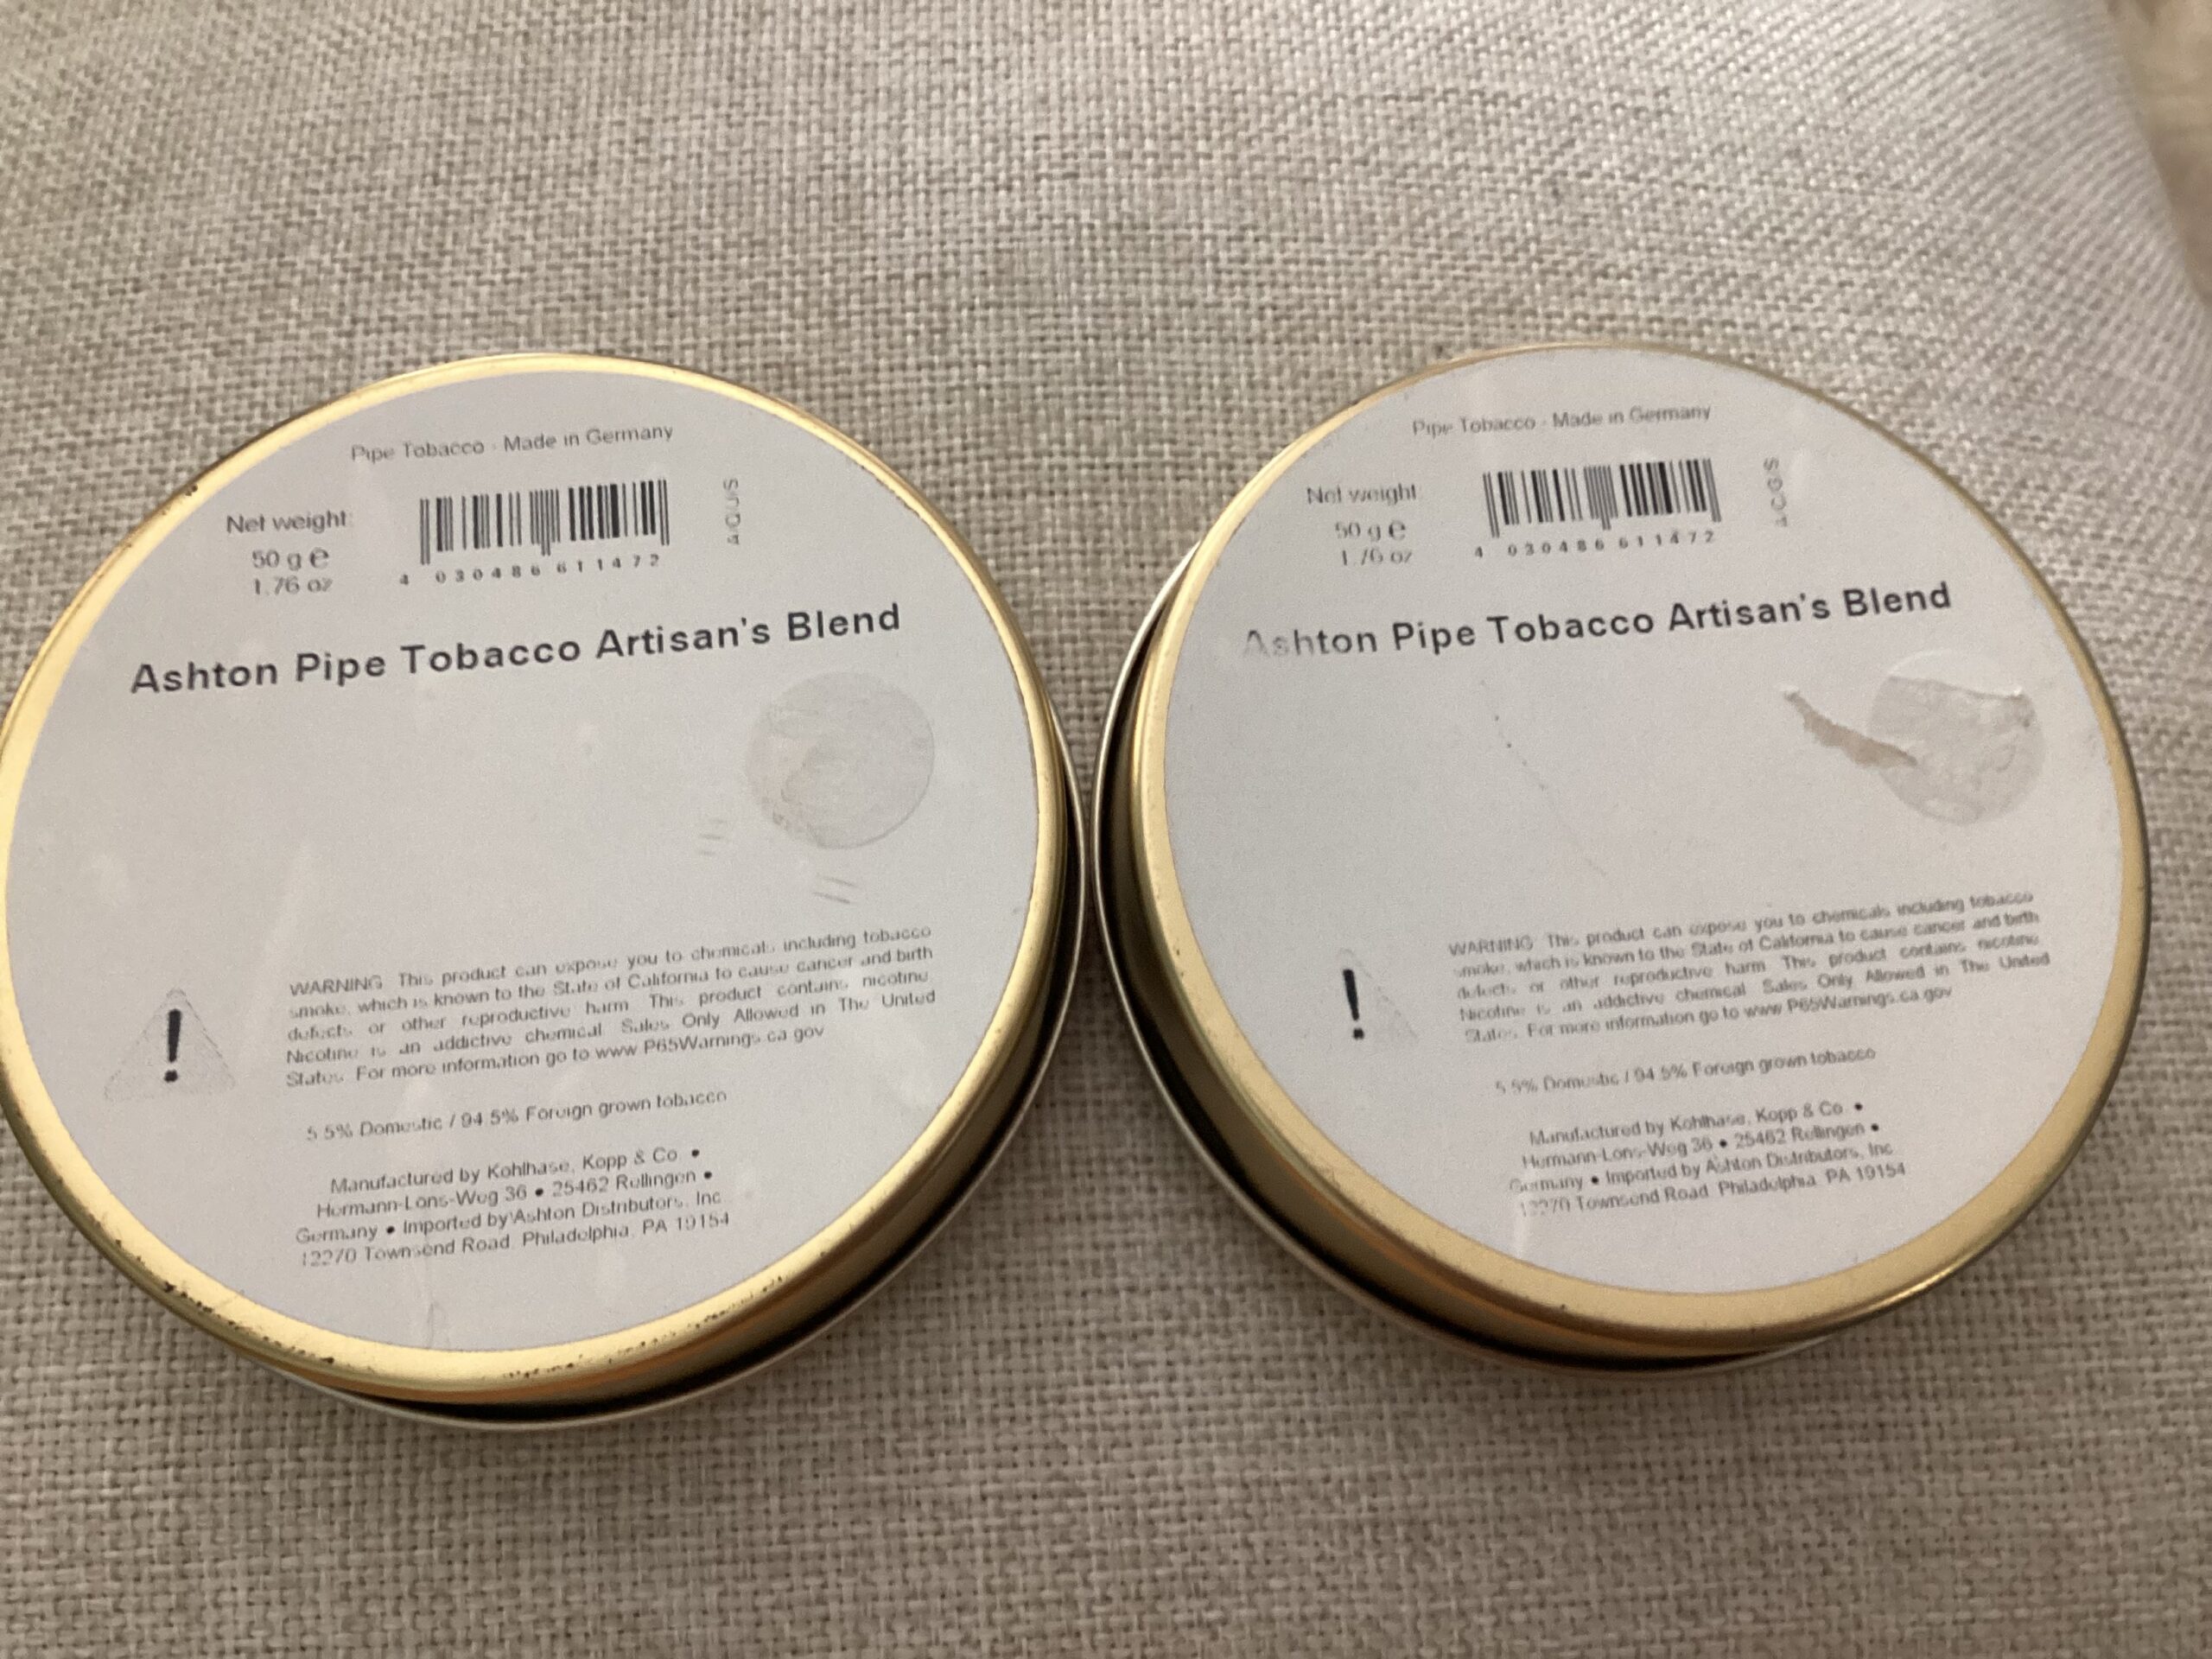 Pipe Tobacco · Made in Germany
Net weight
50 g e
1.76 oz
4 030486 611472
Ashton Pipe Tobacco Artisan's Blend
!
WARNING This product can expose you to chemicals including tobacco
smoke, which is known to the State of California to cause cancer and birth
defects or other reproductive harm This product contains nicotine
Nicotine is an addictive chemical Sales Only Allowed in The United
States. For more information go to www P65Warnings.ca gov
5 5% Domestic / 94 5% Foreign grown tobacco
Manufactured by Kohlhase, Kopp & Co •
Hermann-Lons-Weg 36 • 25462 Rellingen •
Germany • Imported by Ashton Distributors, Inc
12270 Townsend Road Philadelphia PA 19154
Pipe Tobacco · Made in Germany
Net weight
50 g e
1.76 oz
4 030486 611472
Ashton Pipe Tobacco Artisan's Blend
!
WARNING This product can expose you to chemicals including tobacco
smoke, which is known to the State of California to cause cancer and birth
defects or other reproductive harm This product contains nicotine
Nicotine is an addictive chemical Sales Only Allowed in The United
States. For more information go to www P65Warnings.ca gov
5 5% Domestic / 94 5% Foreign grown tobacco
Manufactured by Kohlhase, Kopp & Co •
Hermann-Lons-Weg 36 • 25462 Rellingen •
Germany • Imported by Ashton Distributors, Inc
12270 Townsend Road Philadelphia PA 19154